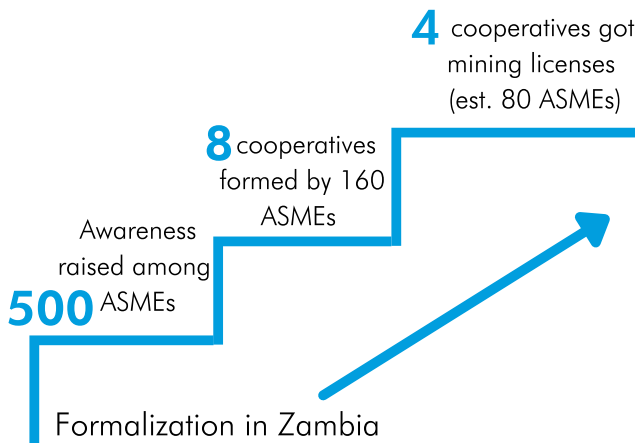 Awareness
raised among
500 ASMEs
8 cooperatives
formed by 160
ASMEs
4 cooperatives got
mining licenses
(est. 80 ASMEs)
Formalization in Zambia